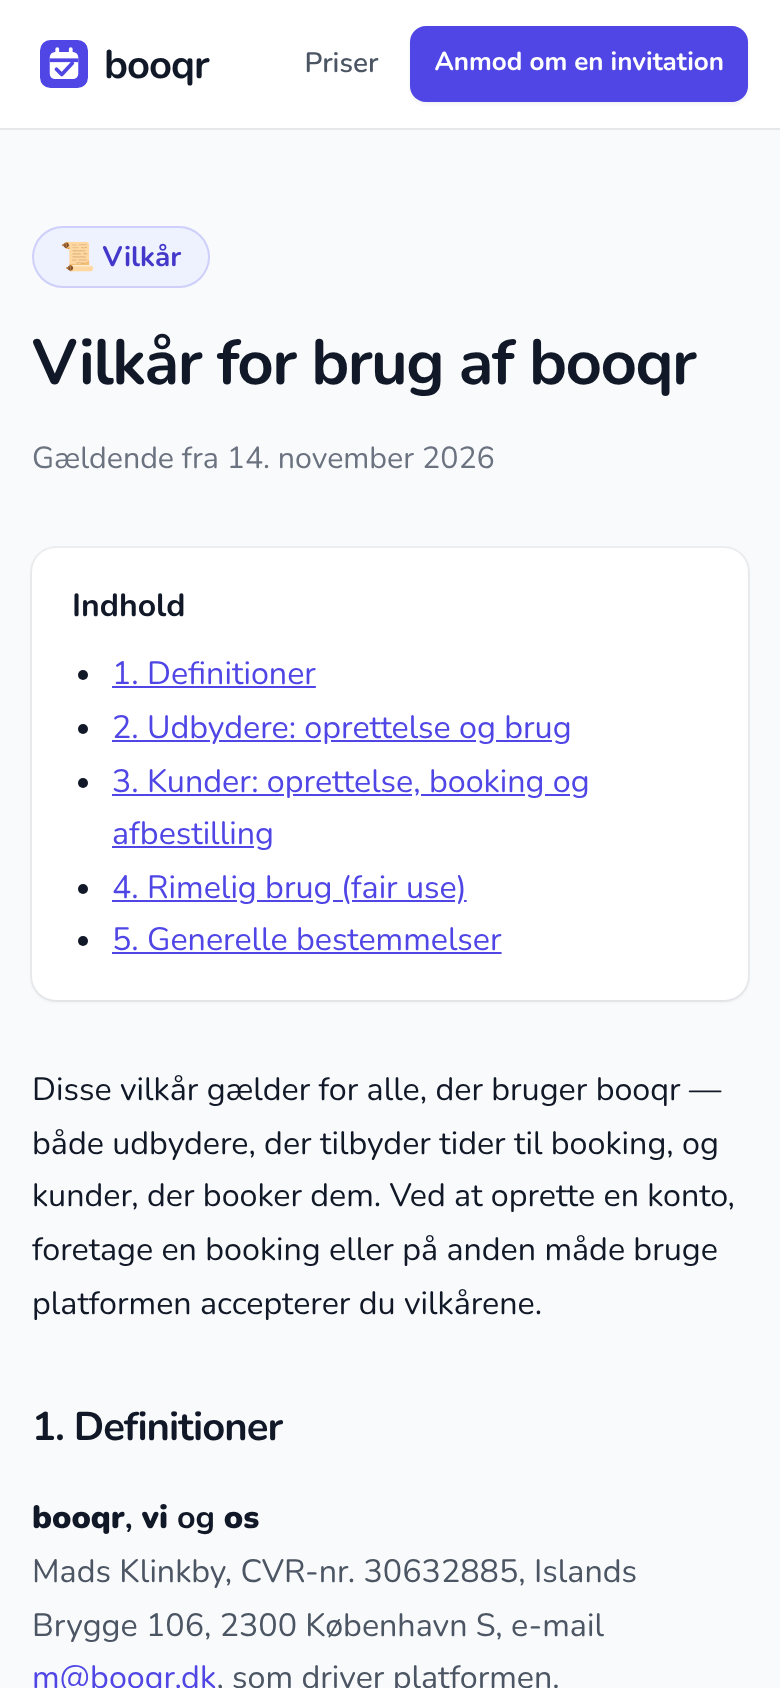 booqr
Priser
Anmod om en invitation
📜 Vilkår
Vilkår for brug af booqr
Gældende fra 14. november 2026
Indhold
• 1. Definitioner
• 2. Udbydere: oprettelse og brug
• 3. Kunder: oprettelse, booking og
afbestilling
• 4. Rimelig brug (fair use)
• 5. Generelle bestemmelser
Disse vilkår gælder for alle, der bruger booqr —
både udbydere, der tilbyder tider til booking, og
kunder, der booker dem. Ved at oprette en konto,
foretage en booking eller på anden måde bruge
platformen accepterer du vilkårene.
1. Definitioner
booqr, vi og os
Mads Klinkby, CVR-nr. 30632885, Islands
Brygge 106, 2300 København S, e-mail
m@booqr.dk, som driver platformen.